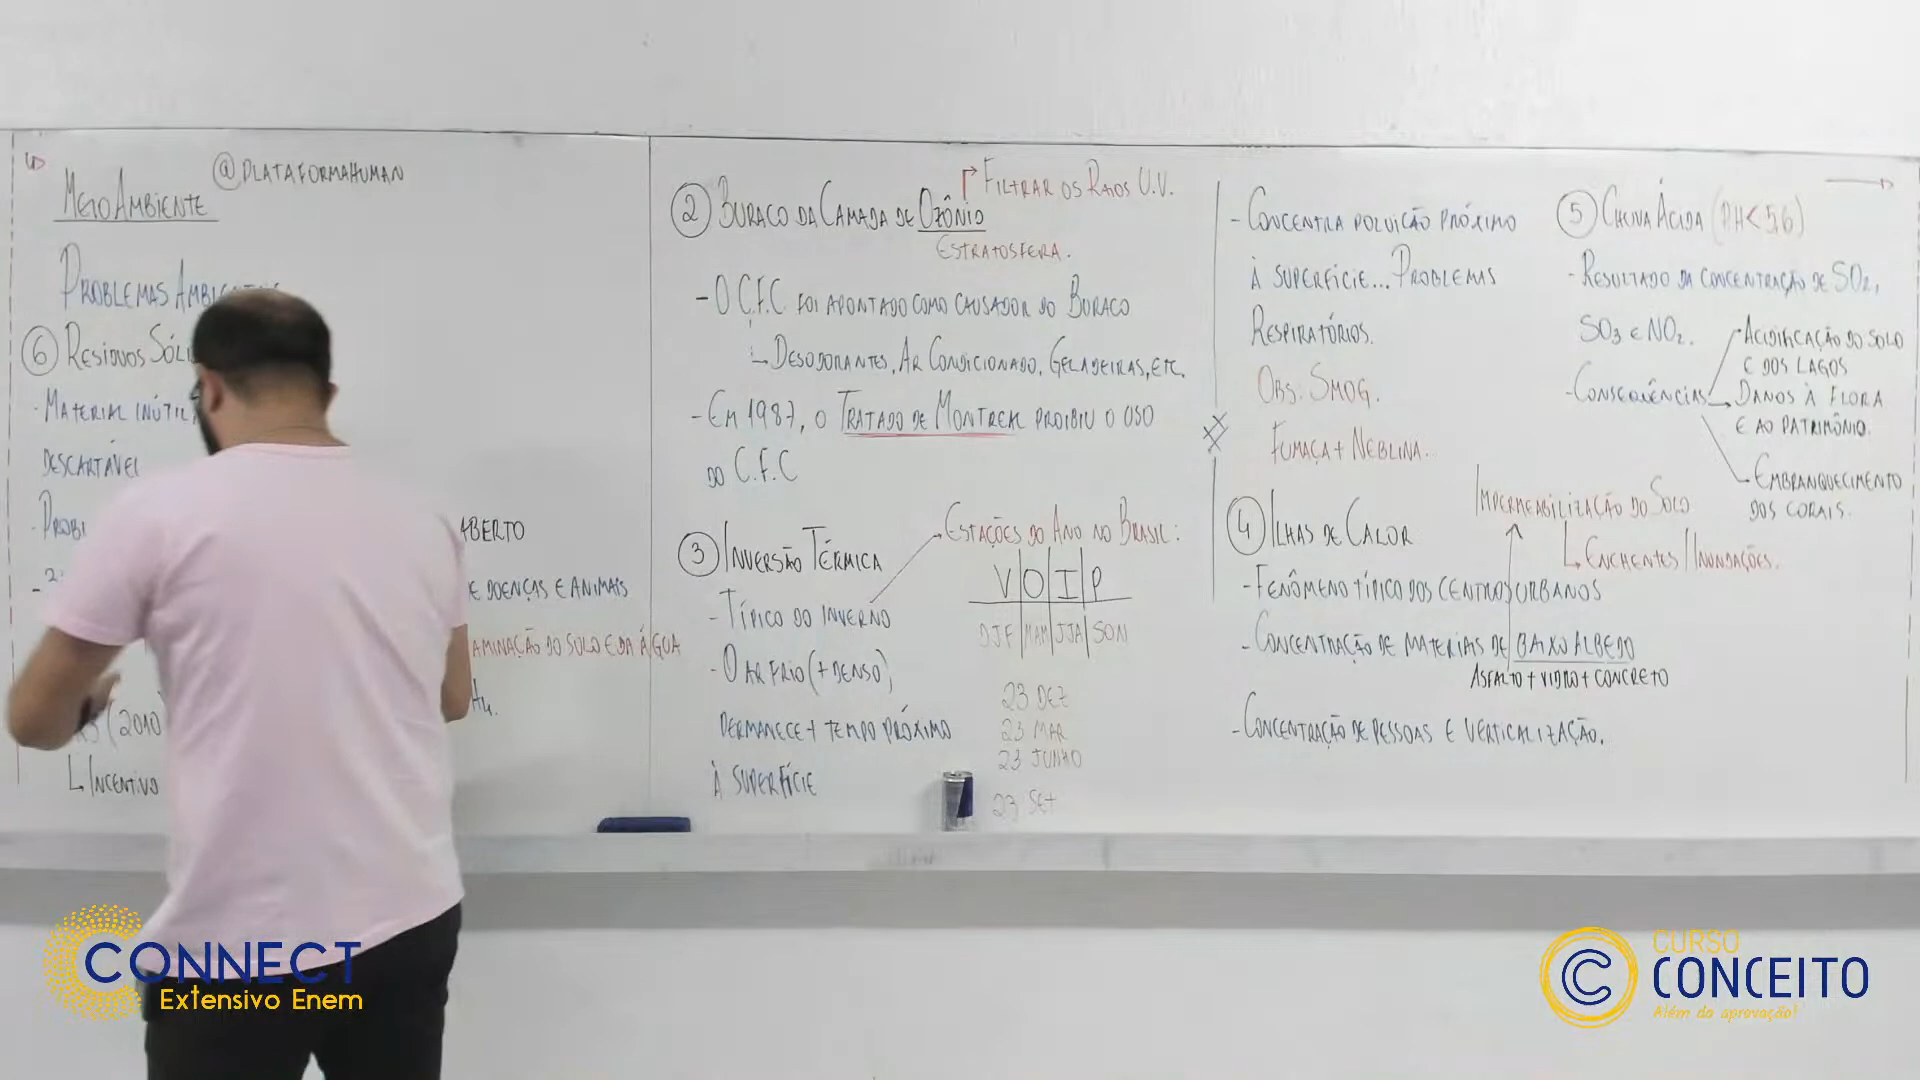 @PLATAFORMAHUMAN
MEIO AMBIENTE
PROBLEMAS
⑥ RESÍDUOS
MATERIAL INÚTIL
DESCARTÁVEL
ABERTO
E DOENÇAS E ANIMAIS
AMINAÇÃO DO SOLO E DA ÁGUA
H4.
(2010
↳ INCENTIVO
② BURACO DA CAMADA DE OZÔNIO
↱ FILTRAR OS RAIOS U.V.
ESTRATOSFERA.
- O C.F.C FOI APONTADO COMO CAUSADOR DO BURACO
↳ DESODORANTES, AR CONDICIONADO, GELADEIRAS, ETC.
- EM 1987, O TRATADO DE MONTREAL PROIBIU O USO
DO C.F.C
③ INVERSÃO TÉRMICA
- TÍPICO DO INVERNO
- O AR FRIO (+ DENSO)
PERMANECE + TEMPO PRÓXIMO
À SUPERFÍCIE
ESTAÇÕES DO ANO NO BRASIL:
V O I P
DJF MAM JJA SON
23 DEZ
23 MAR
23 JUNHO
23 SET
- CONCENTRA POLUIÇÃO PRÓXIMO
À SUPERFÍCIE... PROBLEMAS
RESPIRATÓRIOS.
OBS. SMOG.
FUMAÇA + NEBLINA.
④ ILHAS DE CALOR
IMPERMEABILIZAÇÃO DO SOLO
↳ ENCHENTES / INUNDAÇÕES.
- FENÔMENO TÍPICO DOS CENTROS URBANOS
- CONCENTRAÇÃO DE MATERIAIS DE BAIXO ALBEDO
ASFALTO + VIDRO + CONCRETO
- CONCENTRAÇÃO DE PESSOAS E VERTICALIZAÇÃO.
⑤ CHUVA ÁCIDA (PH < 5,6)
- RESULTADO DA CONCENTRAÇÃO DE SO2,
SO3 E NO2.
- CONSEQUÊNCIAS
ACIDIFICAÇÃO DO SOLO
E DOS LAGOS
DANOS À FLORA
E AO PATRIMÔNIO.
EMBRANQUECIMENTO
DOS CORAIS.
CONNECT
Extensivo Enem
CURSO
CONCEITO
Além da aprovação!